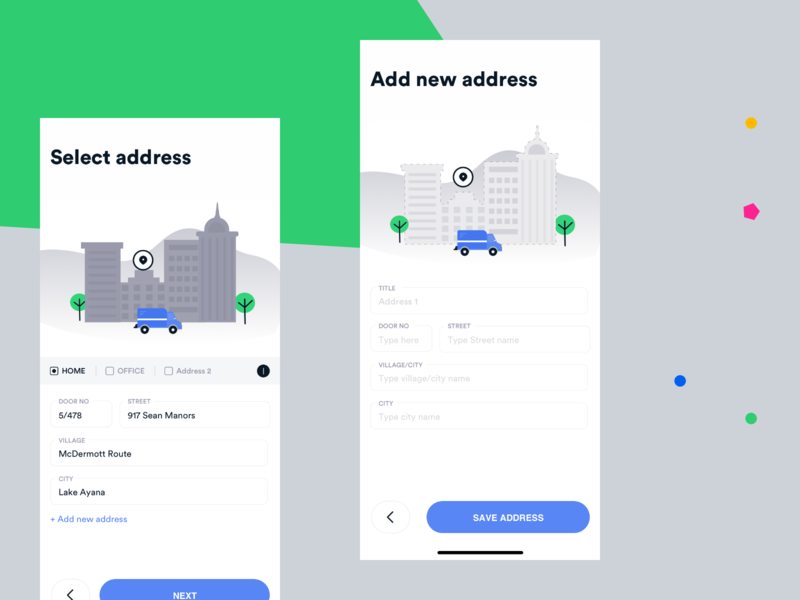 Select address
HOME OFFICE Address 2
DOOR NO STREET
5/478 917 Sean Manors
VILLAGE
McDermott Route
CITY
Lake Ayana
+ Add new address
NEXT
Add new address
TITLE
Address 1
DOOR NO STREET
Type here Type Street name
VILLAGE/CITY
Type village/city name
CITY
Type city name
SAVE ADDRESS